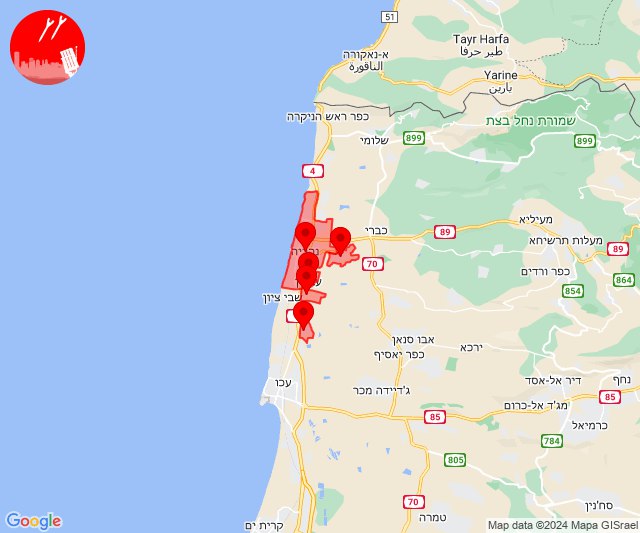 51
Tayr Harfa
طير حرفا
א-נאקורה
الناقورة
Yarine
يارين
כפר ראש הניקרה
שמורת נחל בצת
899
שלומי
899
4
מעיליא
כברי
89
מעלות תרשיחא
89
70
כפר ורדים
864
854
שבי ציון
אבו סנאן
ירכא
כפר יאסיף
עכו
ג'דיידה מכר
דיר אל-אסד
נחף
85
מג'ד אל-כרום
85
כרמיאל
784
805
70
סח'נין
טמרה
קרית ים
Google
Map data ©2024 Mapa GISrael